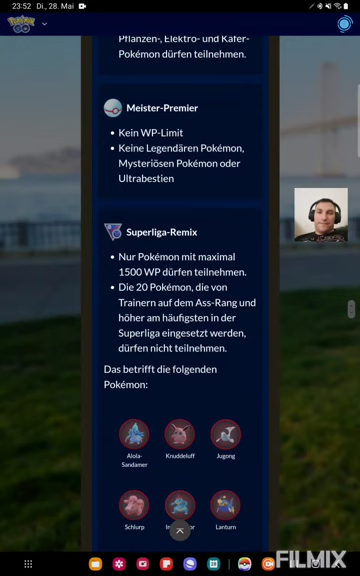 23:52 Di., 28. Mai
Pokémon GO
Pflanzen-, Elektro- und Käfer-
Pokémon dürfen teilnehmen.
Meister-Premier
• Kein WP-Limit
• Keine Legendären Pokémon,
Mysteriösen Pokémon oder
Ultrabestien
Superliga-Remix
• Nur Pokémon mit maximal
1500 WP dürfen teilnehmen.
• Die 20 Pokémon, die von
Trainern auf dem Ass-Rang und
höher am häufigsten in der
Superliga eingesetzt werden,
dürfen nicht teilnehmen.
Das betrifft die folgenden
Pokémon:
Alola-
Sandamer
Knuddeluff
Jugong
Schlurp
Lanturn
FILMIX